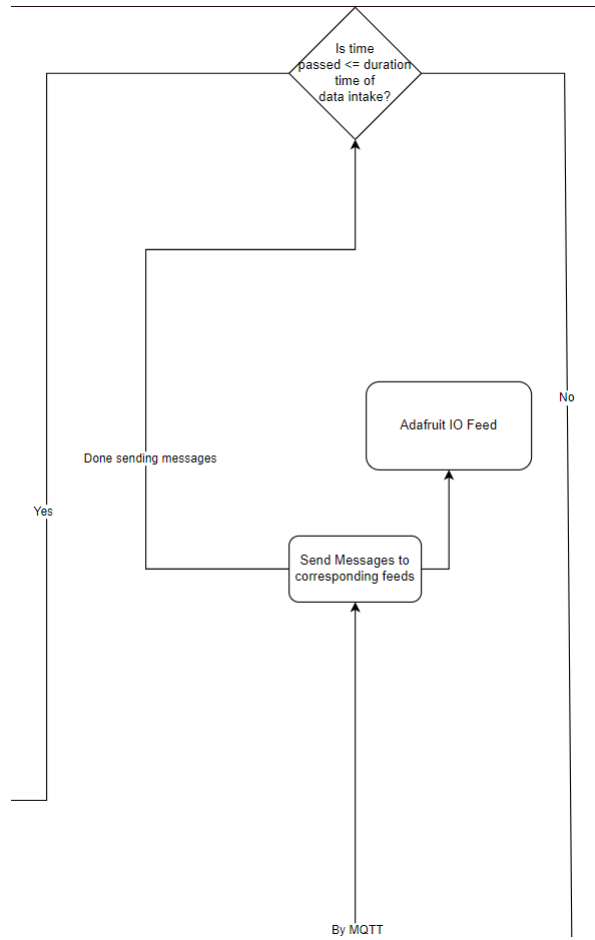 Is time
passed <= duration
time of
data intake?
No
Adafruit IO Feed
Done sending messages
Yes
Send Messages to
corresponding feeds
By MQTT